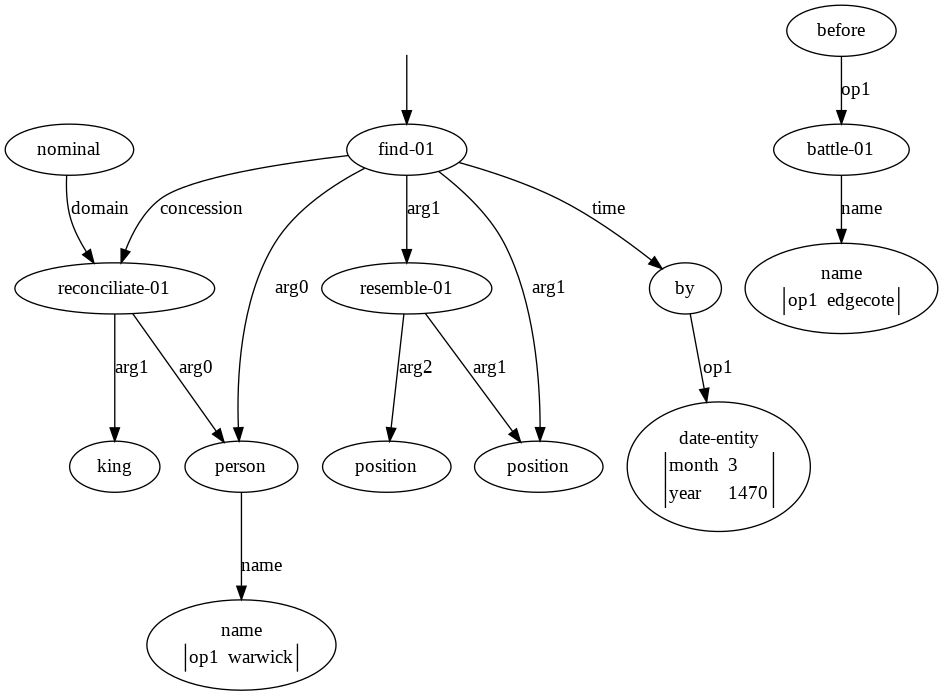 before
op1
nominal
find-01
battle-01
domain
concession
arg1
time
name
reconciliate-01
arg0
resemble-01
arg1
by
name
op1 edgecote
arg1
arg0
arg2
arg1
op1
king
person
position
position
date-entity
month 3
year 1470
name
name
op1 warwick